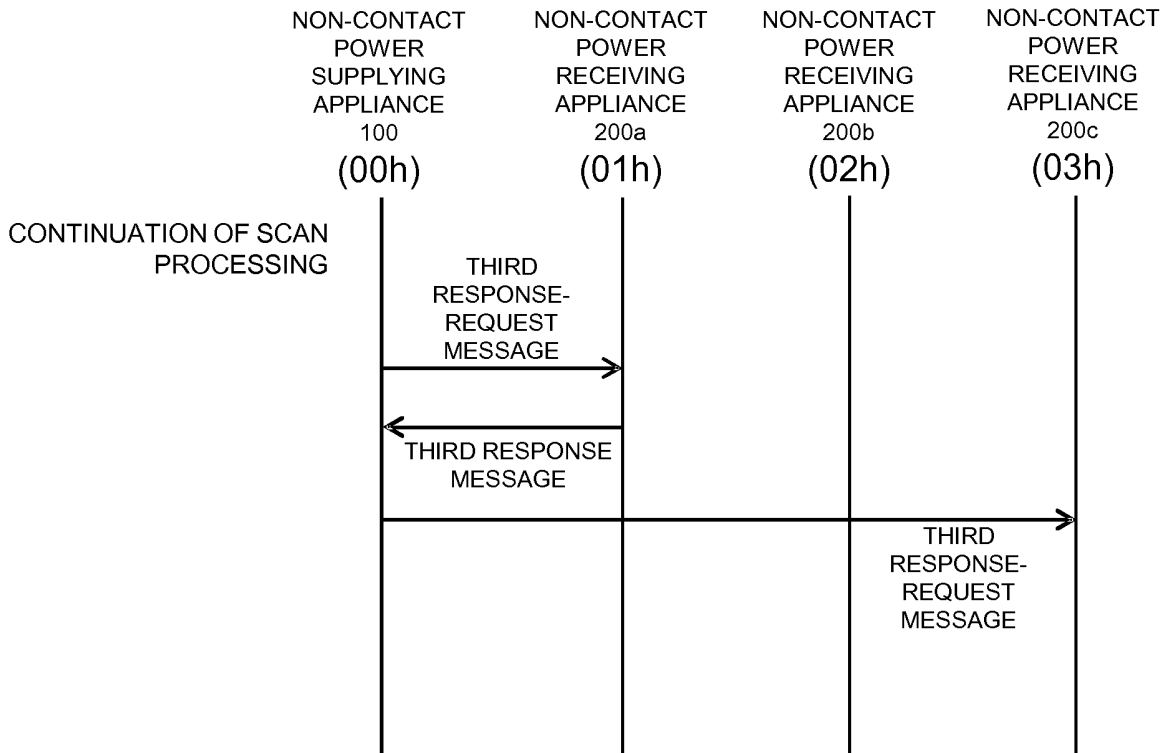 NON-CONTACT
POWER
SUPPLYING
APPLIANCE
100
(00h)
NON-CONTACT
POWER
RECEIVING
APPLIANCE
200a
(01h)
NON-CONTACT
POWER
RECEIVING
APPLIANCE
200b
(02h)
NON-CONTACT
POWER
RECEIVING
APPLIANCE
200c
(03h)
CONTINUATION OF SCAN
PROCESSING
THIRD
RESPONSE-
REQUEST
MESSAGE
THIRD RESPONSE
MESSAGE
THIRD
RESPONSE-
REQUEST
MESSAGE